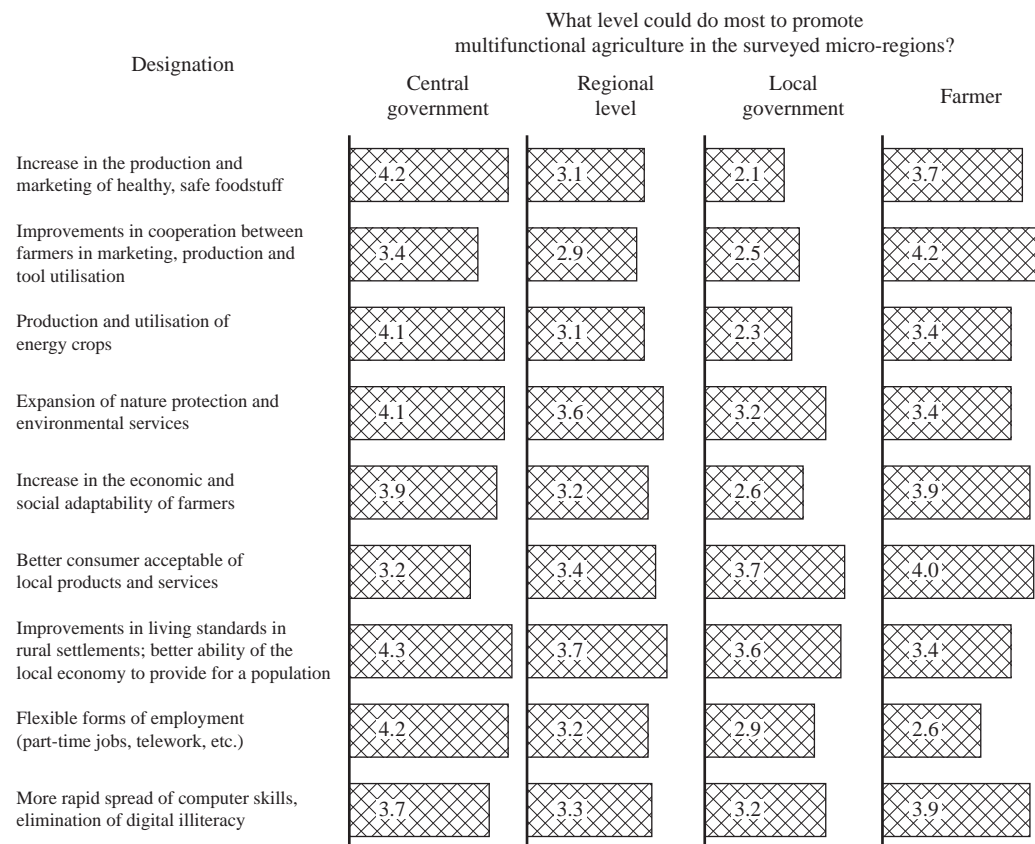 What level could do most to promote
multifunctional agriculture in the surveyed micro-regions?
Designation
Central
government
Regional
level
Local
government
Farmer
Increase in the production and
marketing of healthy, safe foodstuff
4.2 3.1 2.1 3.7
Improvements in cooperation between
farmers in marketing, production and
tool utilisation
3.4 2.9 2.5 4.2
Production and utilisation of
energy crops
4.1 3.1 2.3 3.4
Expansion of nature protection and
environmental services
4.1 3.6 3.2 3.4
Increase in the economic and
social adaptability of farmers
3.9 3.2 2.6 3.9
Better consumer acceptable of
local products and services
3.2 3.4 3.7 4.0
Improvements in living standards in
rural settlements; better ability of the
local economy to provide for a population
4.3 3.7 3.6 3.4
Flexible forms of employment
(part-time jobs, telework, etc.)
4.2 3.2 2.9 2.6
More rapid spread of computer skills,
elimination of digital illiteracy
3.7 3.3 3.2 3.9